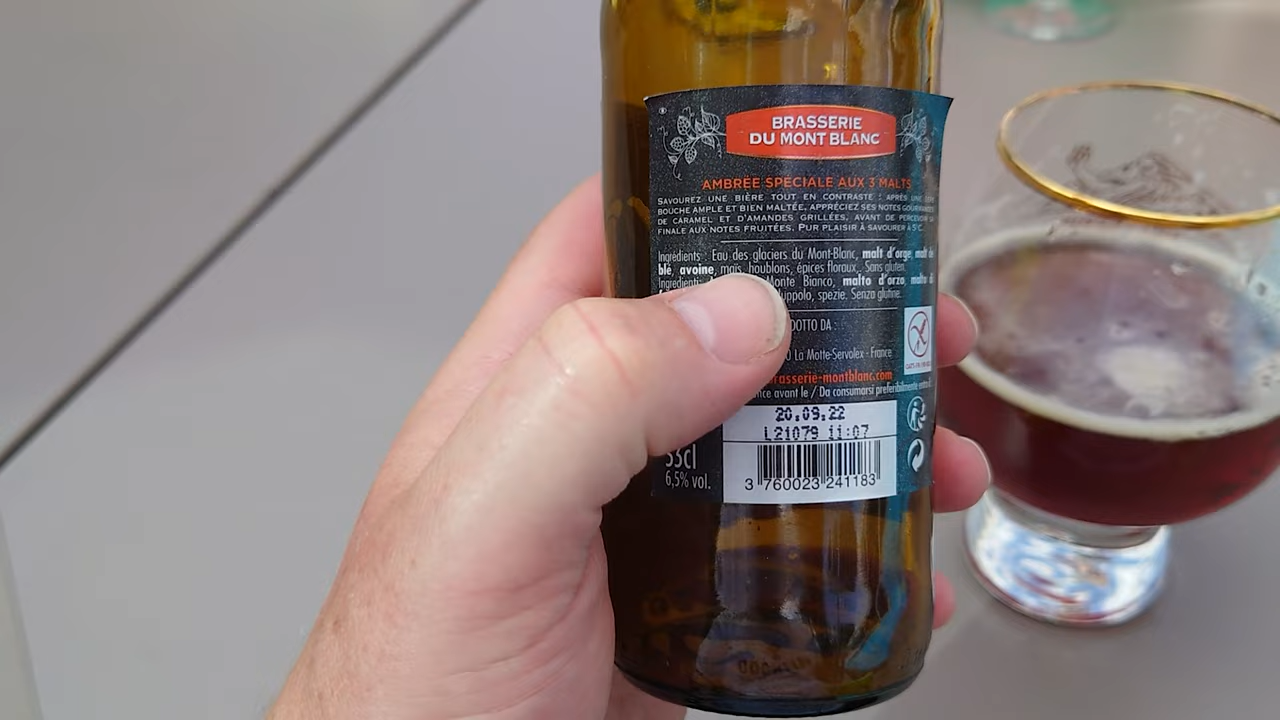 BRASSERIE
DU MONT BLANC
AMBRÉE SPÉCIALE AUX 3 MALTS
SAVOUREZ UNE BIÈRE TOUT EN CONTRASTE : APRÈS UNE
BOUCHE AMPLE ET BIEN MALTÉE, APPRÉCIEZ SES NOTES GOURMANDES
DE CARAMEL ET D'AMANDES GRILLÉES, AVANT DE PERCEVOIR SA
FINALE AUX NOTES FRUITÉES. PUR PLAISIR À SAVOURER À 5°C.
Ingrédients : Eau des glaciers du Mont-Blanc, malt d'orge, malt de
blé, avoine, maïs, houblons, épices floraux. Sans gluten.
Ingredienti: Monte Bianco, malto d'orzo, malto di
luppolo, spezie. Senza glutine.
DOTTO DA :
La Motte-Servolex - France
brasserie-montblanc.com
avant le / Da consumarsi preferibilmente entro il
20.09.22
L21079 11:07
33cl
6,5% vol.
3 760023 241183